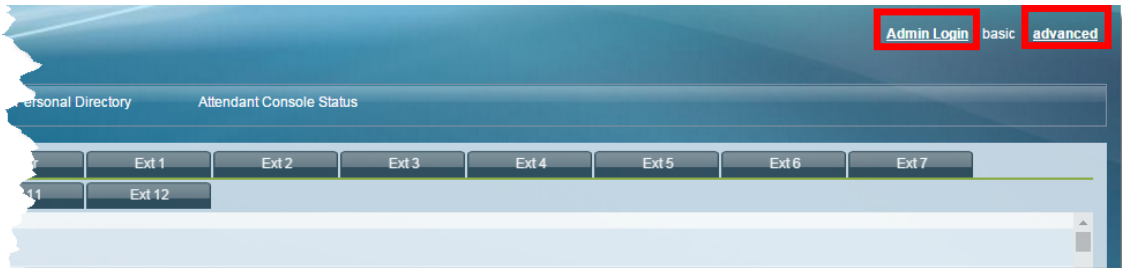 Admin Login basic advanced
Personal Directory Attendant Console Status
Ext 1 Ext 2 Ext 3 Ext 4 Ext 5 Ext 6 Ext 7
11 Ext 12